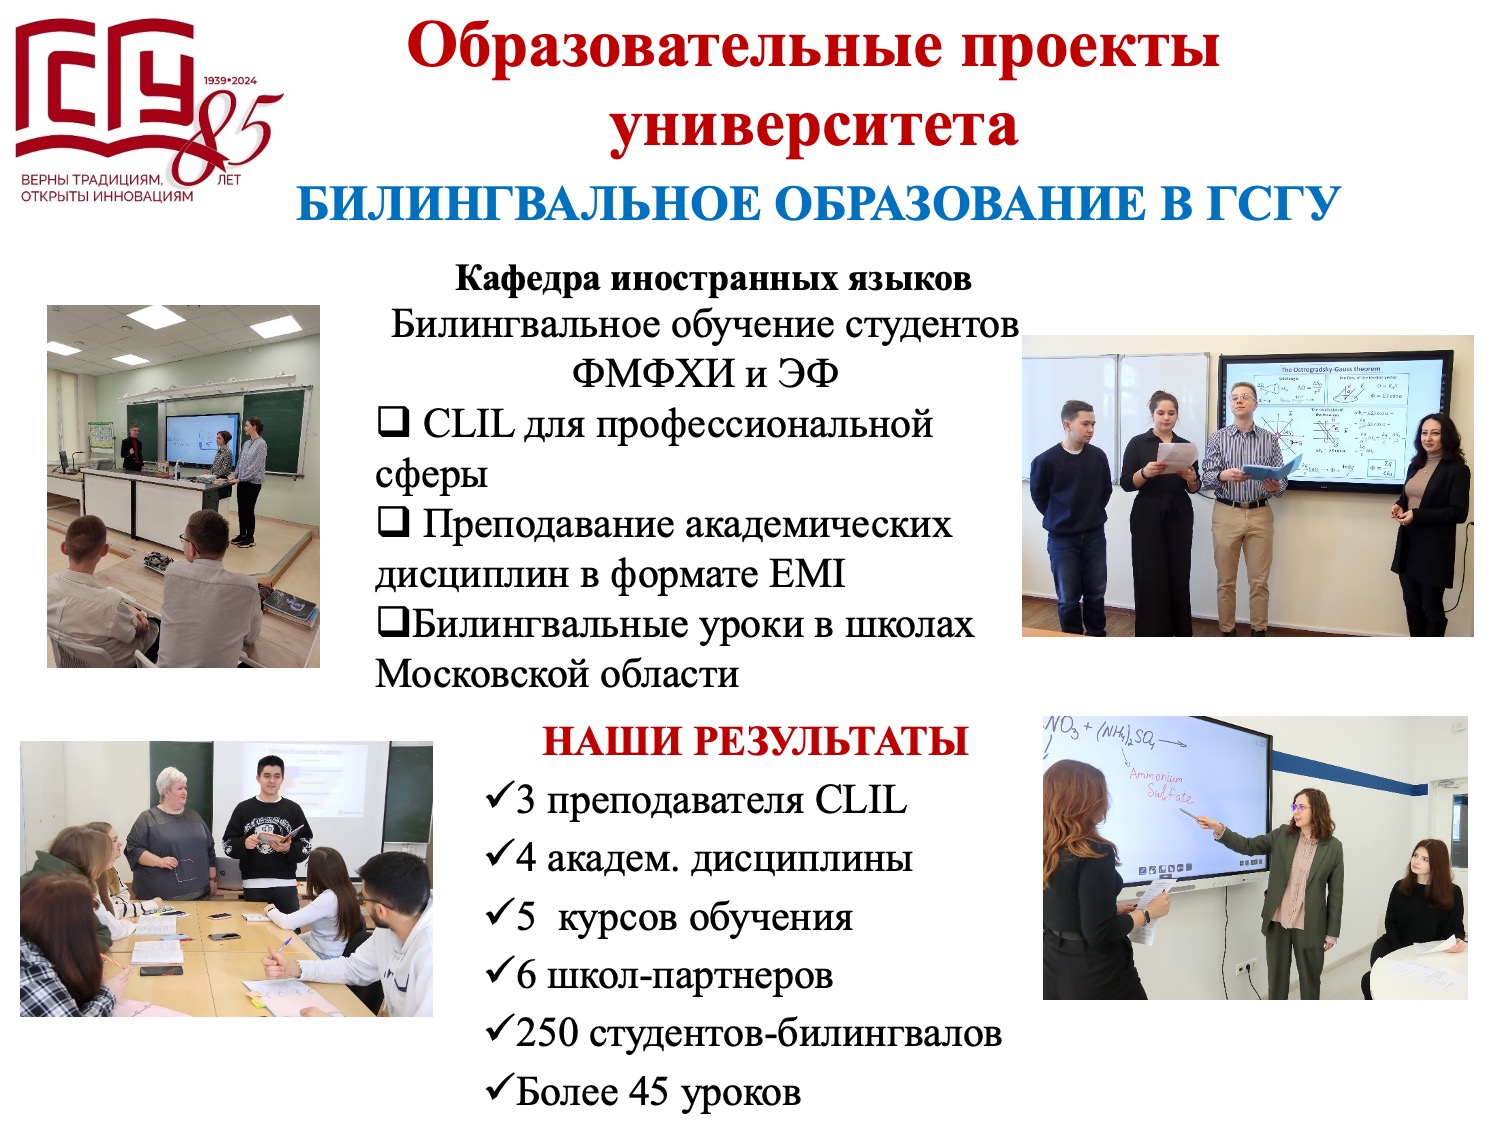 ГСГУ
1939•2024
85
ЛЕТ
ВЕРНЫ ТРАДИЦИЯМ,
ОТКРЫТЫ ИННОВАЦИЯМ
Образовательные проекты
университета
БИЛИНГВАЛЬНОЕ ОБРАЗОВАНИЕ В ГСГУ
Кафедра иностранных языков
Билингвальное обучение студентов
ФМФХИ и ЭФ
❑ CLIL для профессиональной
сферы
❑ Преподавание академических
дисциплин в формате EMI
❑Билингвальные уроки в школах
Московской области
The Ostrogradsky-Gauss theorem
НАШИ РЕЗУЛЬТАТЫ
✓3 преподавателя CLIL
✓4 академ. дисциплины
✓5 курсов обучения
✓6 школ-партнеров
✓250 студентов-билингвалов
✓Более 45 уроков
NO₃ + (NH₄)₂SO₄ →
Ammonium
Sulfate